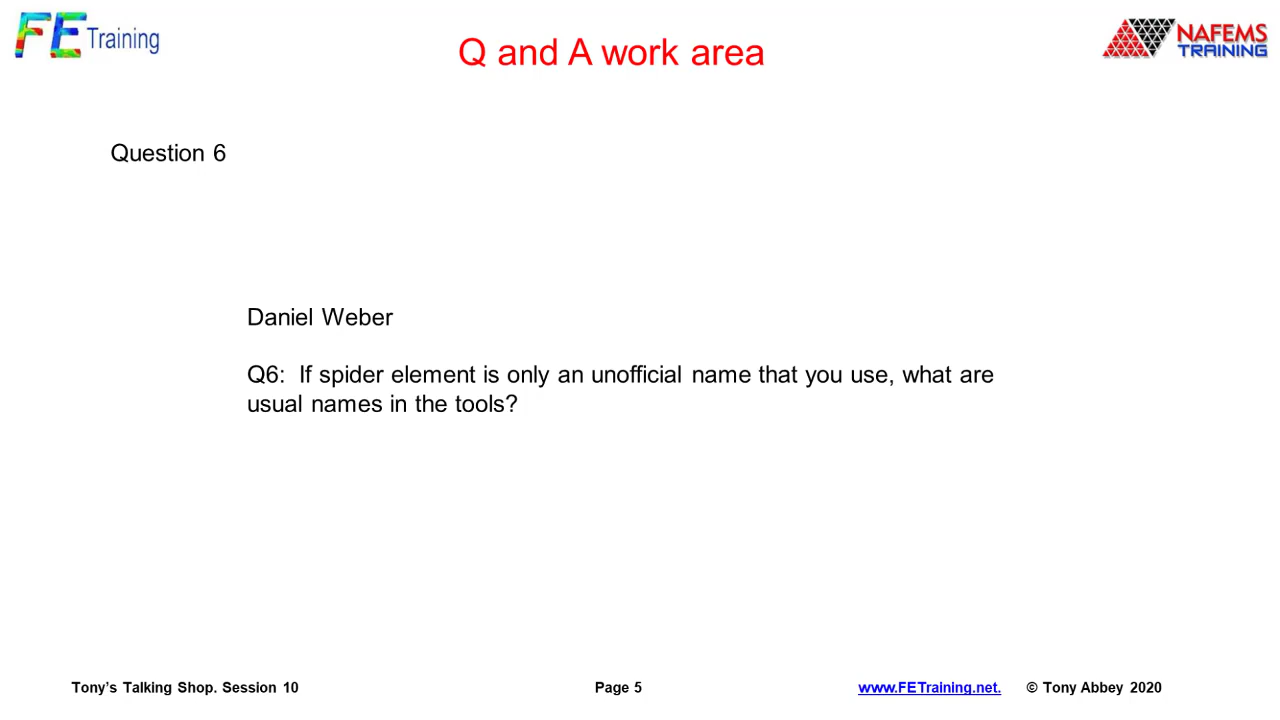 FE Training
Q and A work area
NAFEMS
TRAINING
Question 6
Daniel Weber
Q6: If spider element is only an unofficial name that you use, what are
usual names in the tools?
Tony’s Talking Shop. Session 10
Page 5
www.FETraining.net.
© Tony Abbey 2020